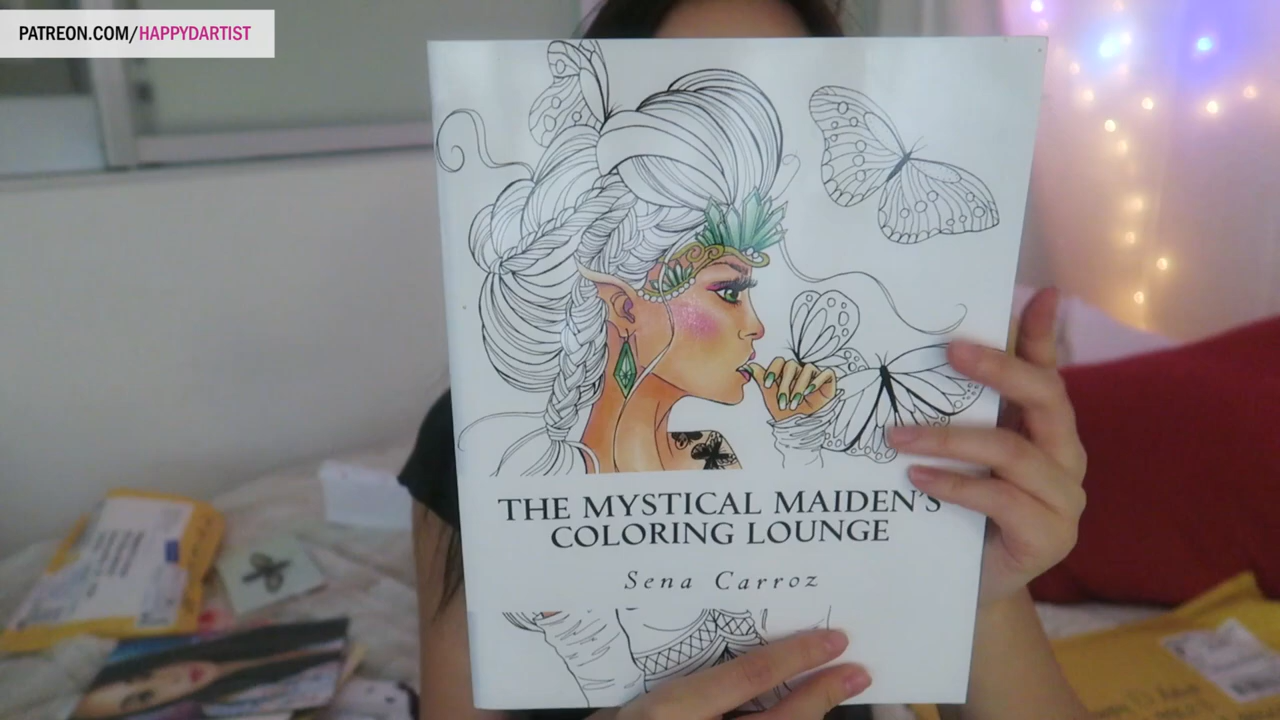 PATREON.COM/HAPPYDARTIST
THE MYSTICAL MAIDEN'S
COLORING LOUNGE
Sena Carroz